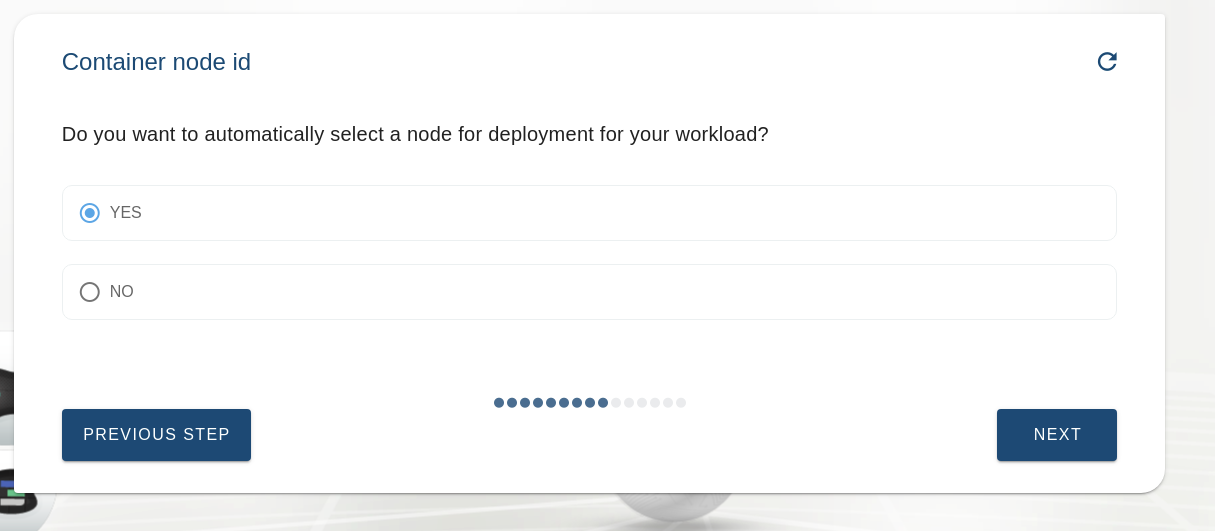 Container node id
Do you want to automatically select a node for deployment for your workload?
YES
NO
PREVIOUS STEP
NEXT